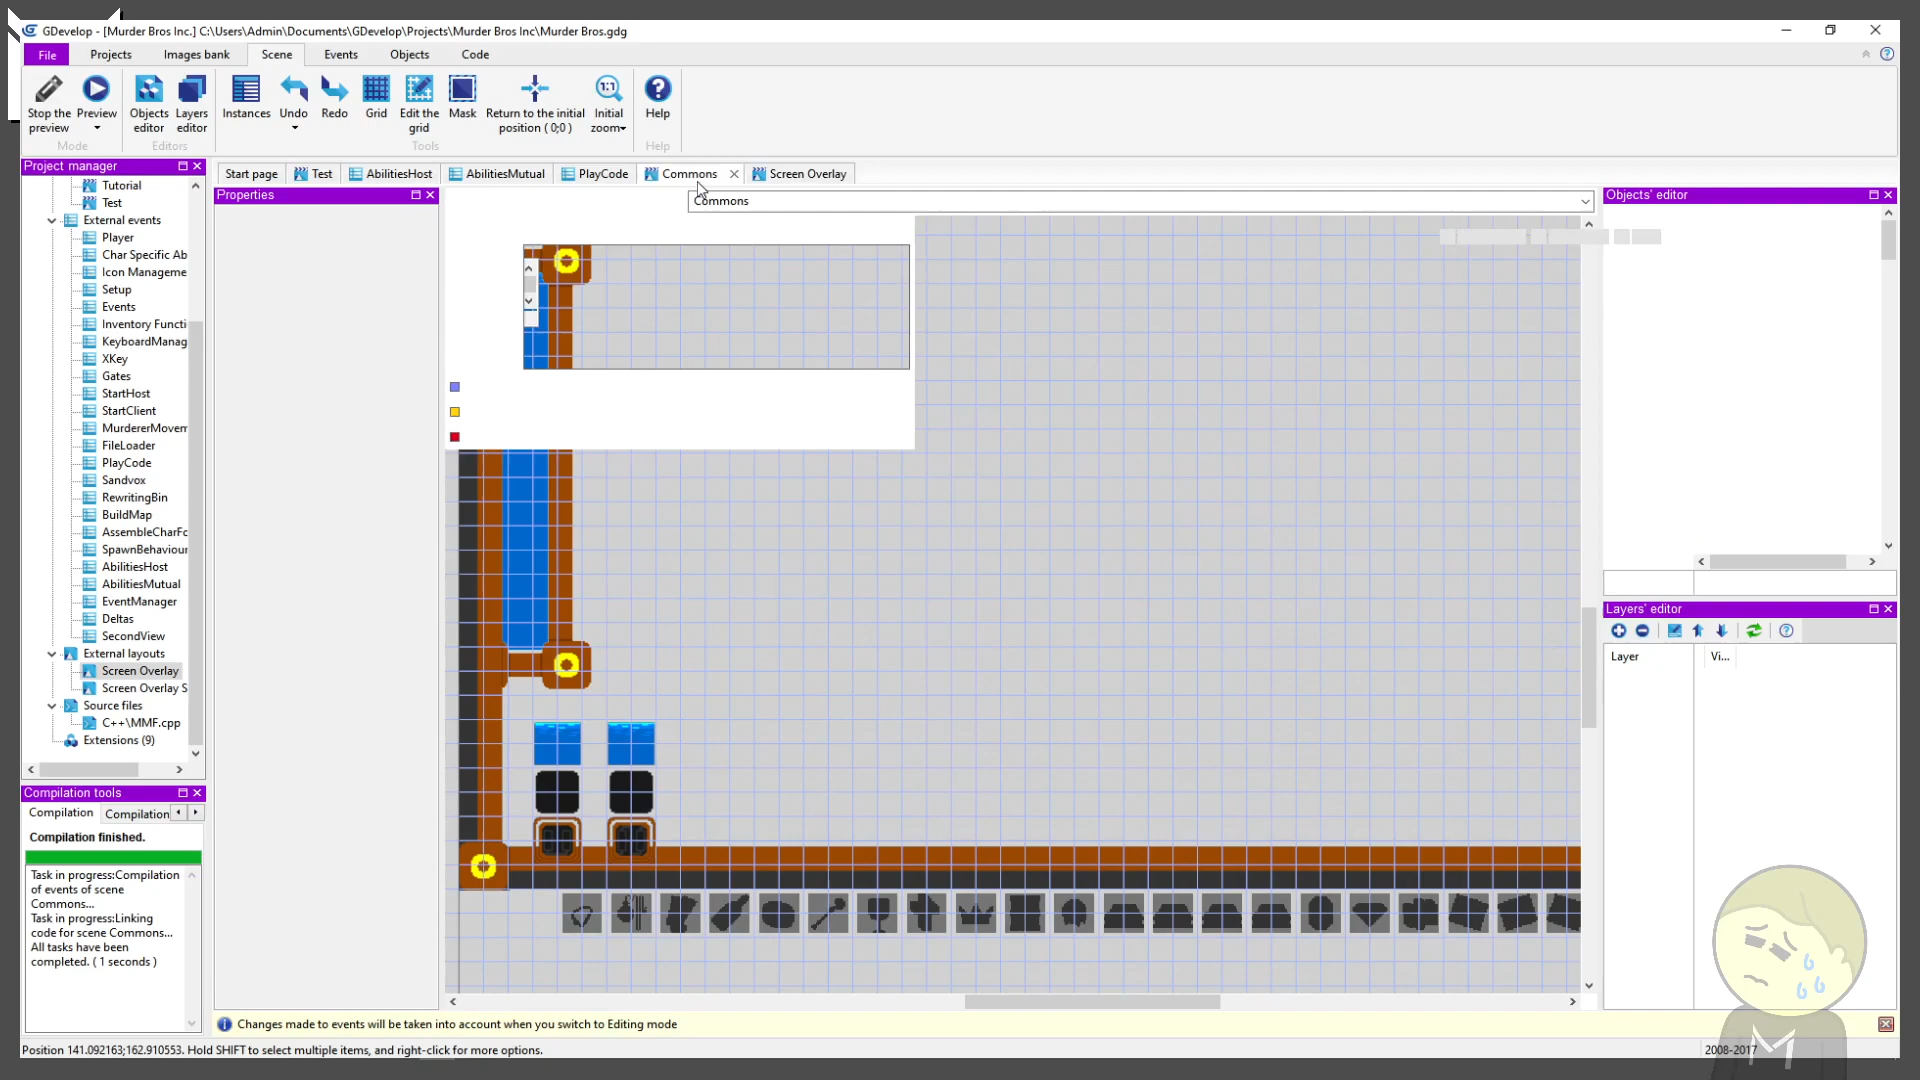 GDevelop - [Murder Bros Inc.] C:\Users\Admin\Documents\GDevelop\Projects\Murder Bros Inc\Murder Bros.gdg
File
Projects
Images bank
Scene
Events
Objects
Code
Stop the preview
Preview
Objects editor
Layers editor
Instances
Undo
Redo
Grid
Edit the grid
Mask
Return to the initial position ( 0;0 )
1:1
Initial zoom
Help
Mode
Editors
Tools
Help
Project manager
Tutorial
Test
External events
Player
Char Specific Ab
Icon Manageme
Setup
Events
Inventory Functi
KeyboardManag
XKey
Gates
StartHost
StartClient
MurdererMovem
FileLoader
PlayCode
Sandvox
RewritingBin
BuildMap
AssembleCharFo
SpawnBehaviour
AbilitiesHost
AbilitiesMutual
EventManager
Deltas
SecondView
External layouts
Screen Overlay
Screen Overlay S
Source files
C++\MMF.cpp
Extensions (9)
Start page
Test
AbilitiesHost
AbilitiesMutual
PlayCode
Commons
Screen Overlay
Properties
Commons
Objects' editor
Layers' editor
Layer
Vi...
Compilation tools
Compilation
Compilation
Compilation finished.
Task in progress:Compilation
of events of scene
Commons...
Task in progress:Linking
code for scene Commons...
All tasks have been
completed. ( 1 seconds )
Changes made to events will be taken into account when you switch to Editing mode
Position 141.092163;162.910553. Hold SHIFT to select multiple items, and right-click for more options.
2008-2017